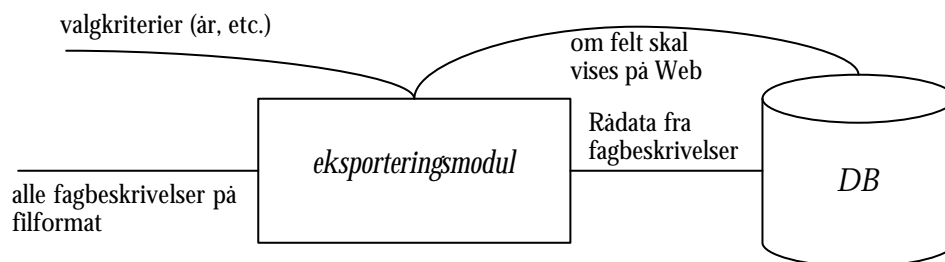 valgkriterier (år, etc.)
om felt skal
vises på Web
Rådata fra
fagbeskrivelser
eksporteringsmodul
DB
alle fagbeskrivelser på
filformat